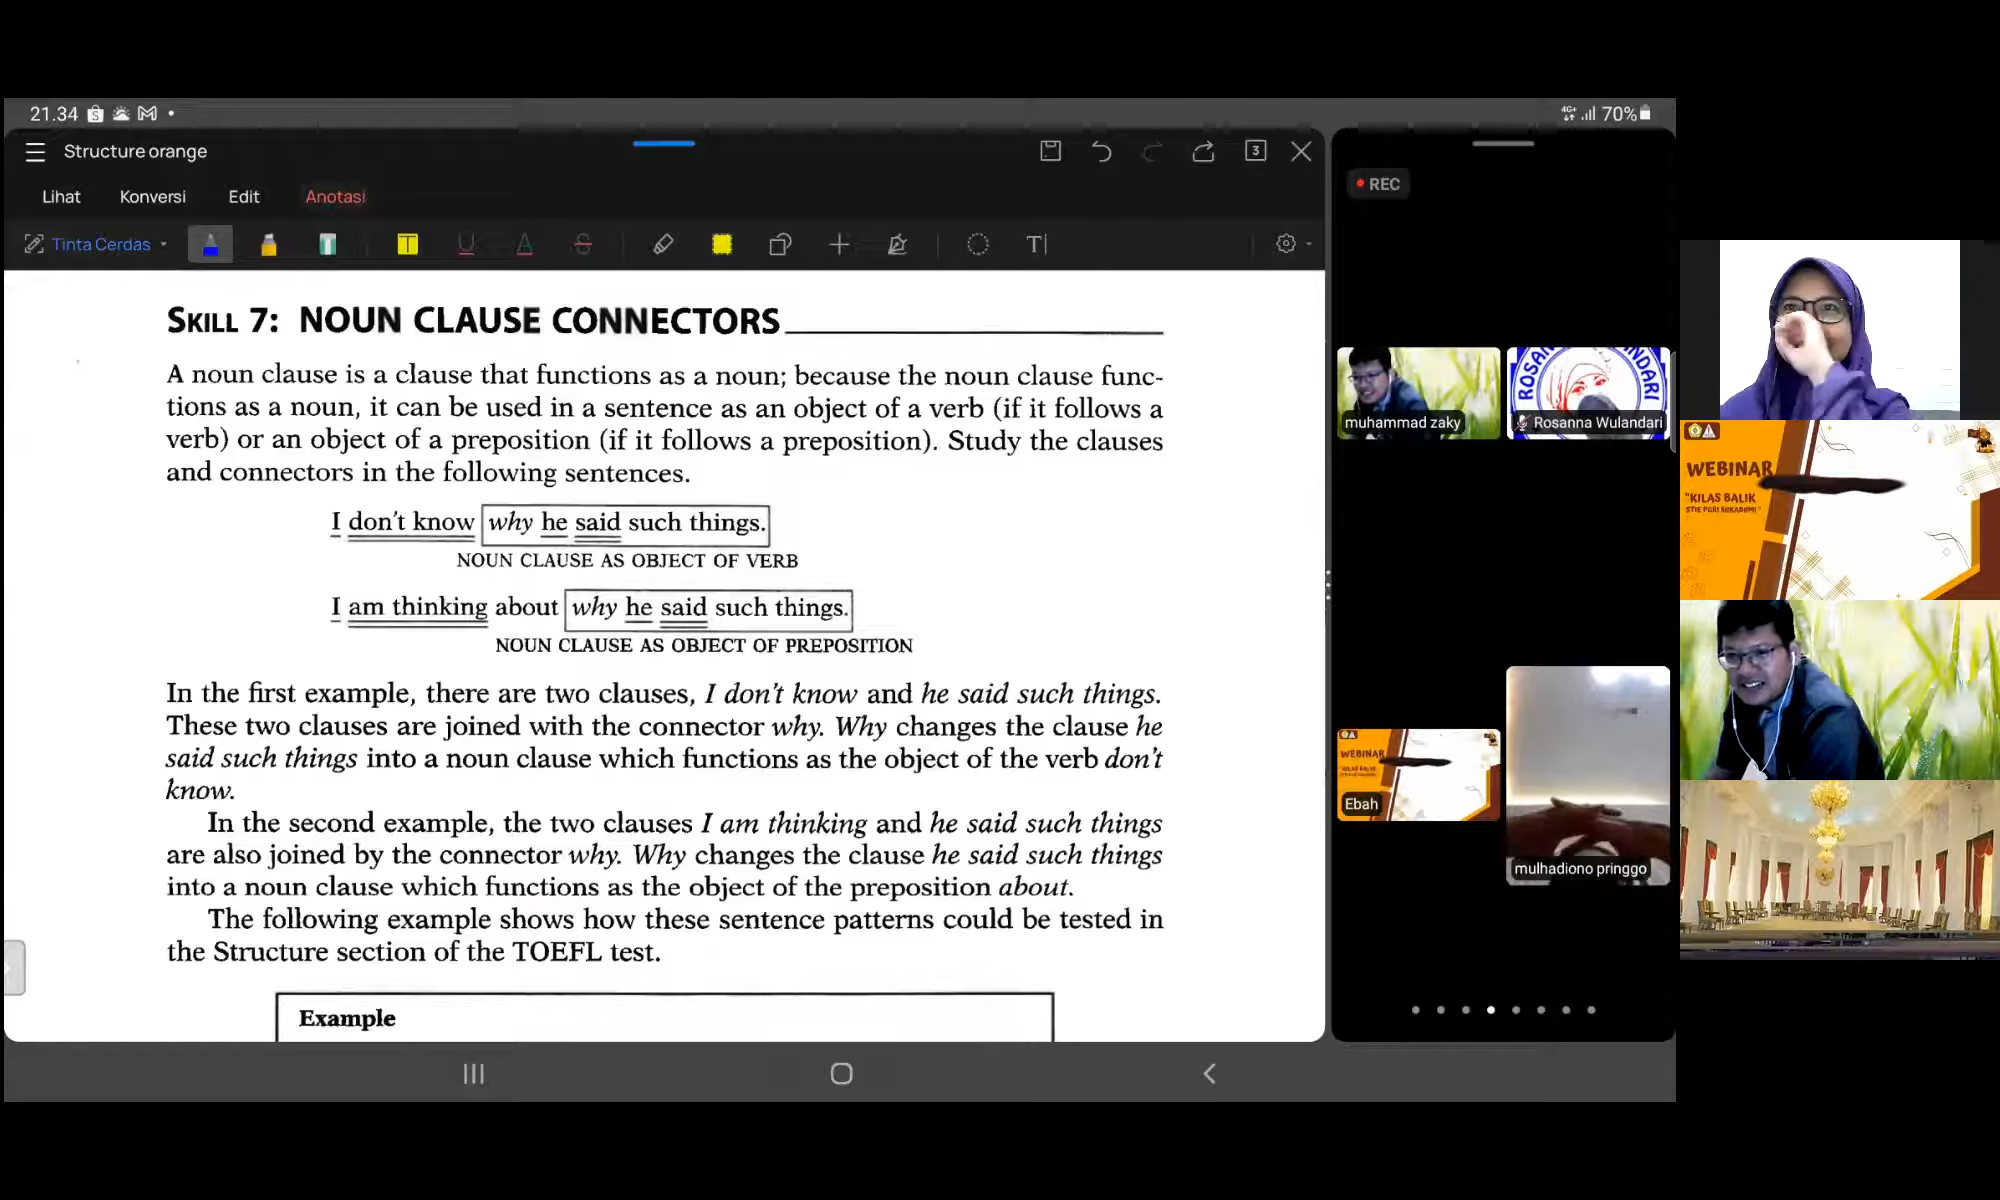 21.34
4G+ 70%
Structure orange
3
Lihat Konversi Edit Anotasi
Tinta Cerdas
SKILL 7: NOUN CLAUSE CONNECTORS
A noun clause is a clause that functions as a noun; because the noun clause func-
tions as a noun, it can be used in a sentence as an object of a verb (if it follows a
verb) or an object of a preposition (if it follows a preposition). Study the clauses
and connectors in the following sentences.
I don't know why he said such things.
NOUN CLAUSE AS OBJECT OF VERB
I am thinking about why he said such things.
NOUN CLAUSE AS OBJECT OF PREPOSITION
In the first example, there are two clauses, I don't know and he said such things.
These two clauses are joined with the connector why. Why changes the clause he
said such things into a noun clause which functions as the object of the verb don't
know.
In the second example, the two clauses I am thinking and he said such things
are also joined by the connector why. Why changes the clause he said such things
into a noun clause which functions as the object of the preposition about.
The following example shows how these sentence patterns could be tested in
the Structure section of the TOEFL test.
Example
REC
muhammad zaky
Rosanna Wulandari
WEBINAR
Ebah
mulhadiono pringgo
WEBINAR
"KILAS BALIK
STIE PGRI SUKABUMI"